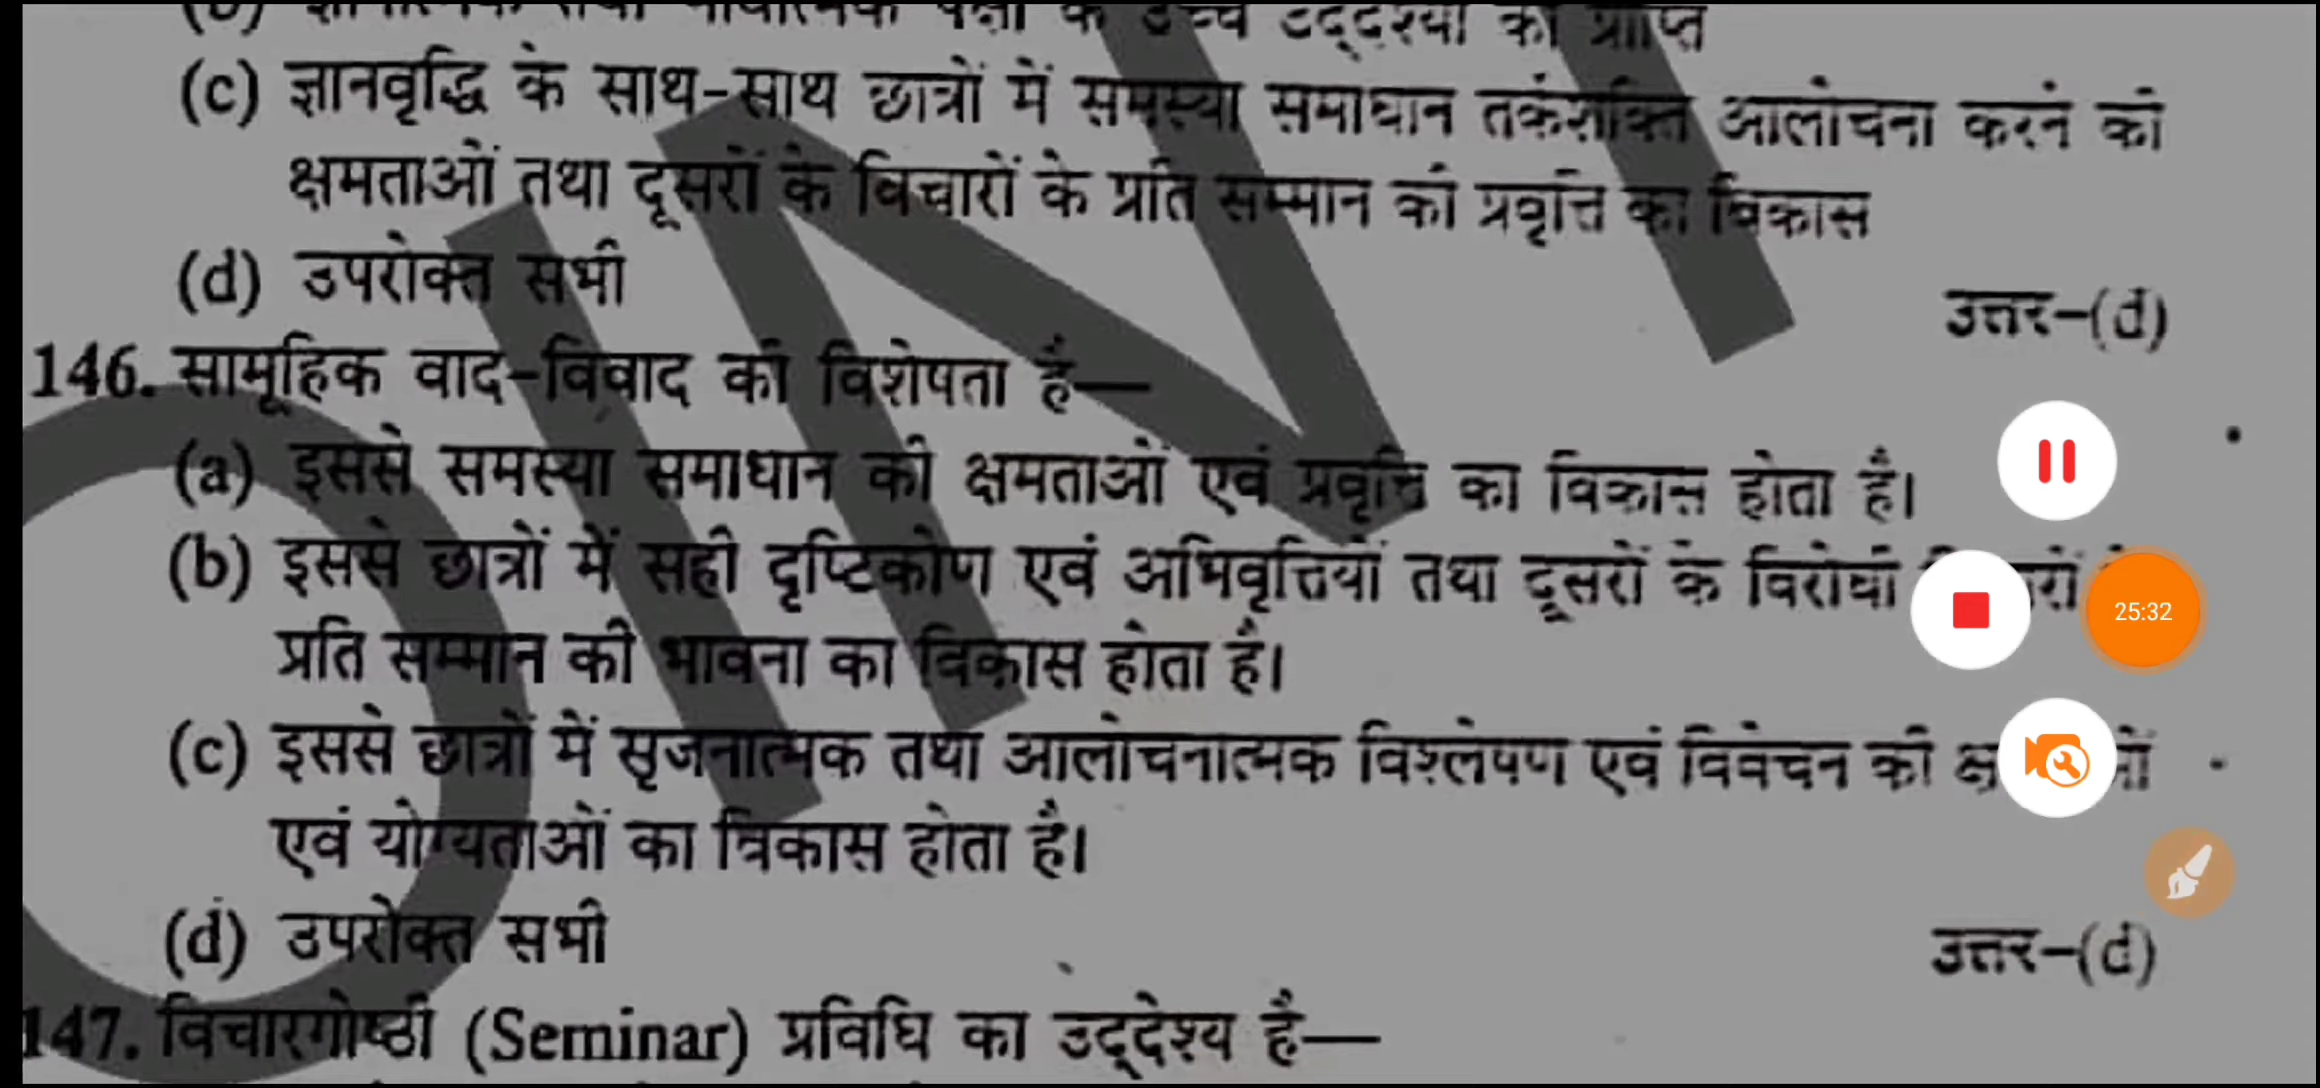 (c) ज्ञानवृद्धि के साथ-साथ छात्रों में समस्या समाधान तर्कशक्ति आलोचना करने की
क्षमताओं तथा दूसरों के विचारों के प्रति सम्मान की प्रवृत्ति का विकास
(d) उपरोक्त सभी
उत्तर–(d)
146. सामूहिक वाद-विवाद की विशेषता है—
(a) इससे समस्या समाधान की क्षमताओं एवं प्रवृत्ति का विकास होता है।
(b) इससे छात्रों में सही दृष्टिकोण एवं अभिवृत्तियों तथा दूसरों के विरोधी
25:32
प्रति सम्मान की भावना का विकास होता है।
(c) इससे छात्रों में सृजनात्मक तथा आलोचनात्मक विश्लेषण एवं विवेचन की
एवं योग्यताओं का विकास होता है।
(d) उपरोक्त सभी
उत्तर–(d)
147. विचारगोष्ठी (Seminar) प्रविधि का उद्देश्य है—